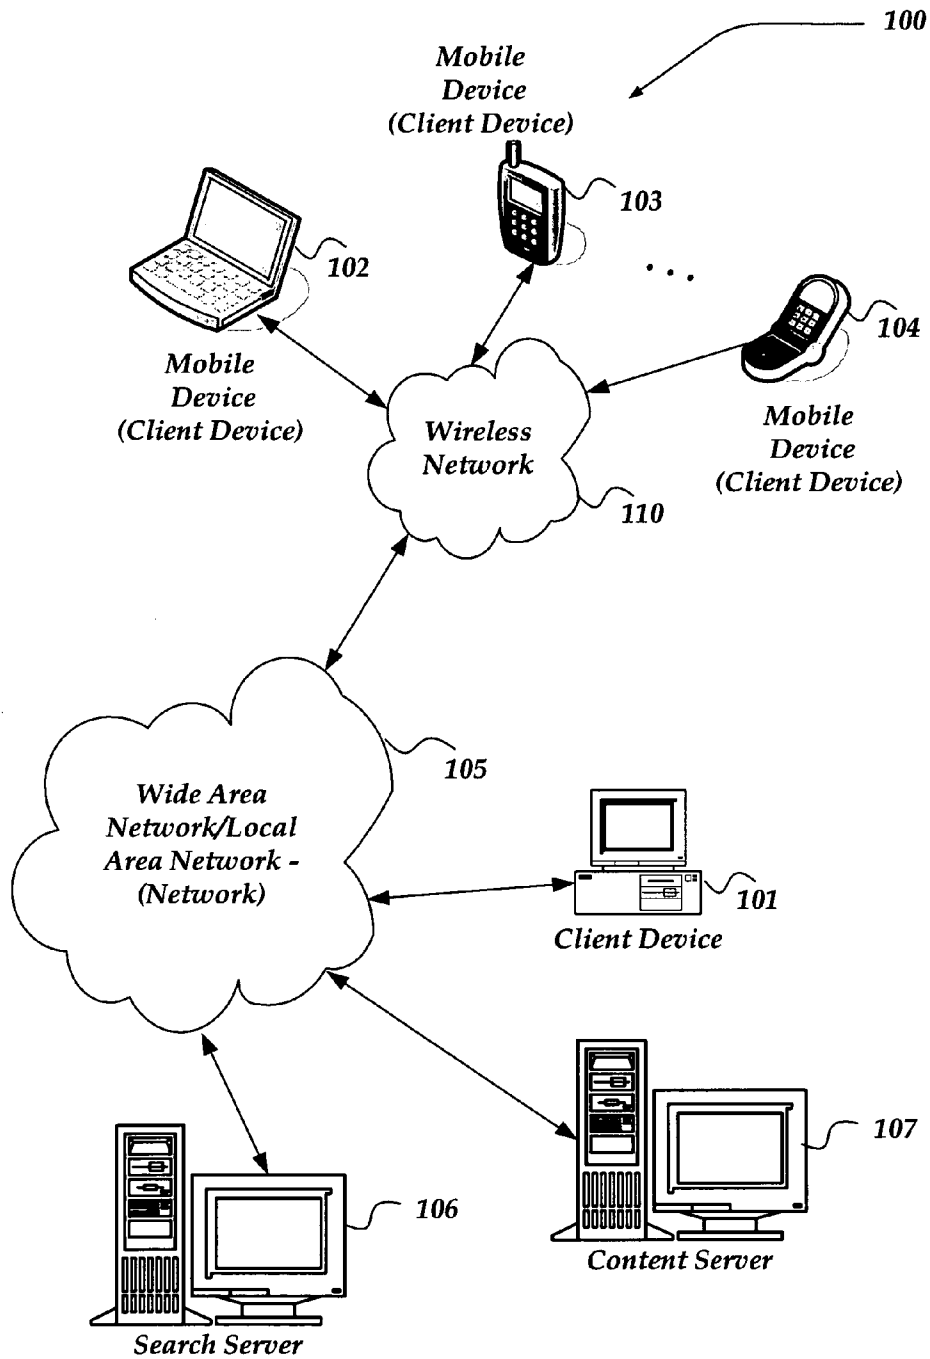 100
Mobile
Device
(Client Device)
103
102
. . .
104
Mobile
Device
(Client Device)
Mobile
Device
(Client Device)
Wireless
Network
110
105
Wide Area
Network/Local
Area Network -
(Network)
101
Client Device
107
Content Server
106
Search Server